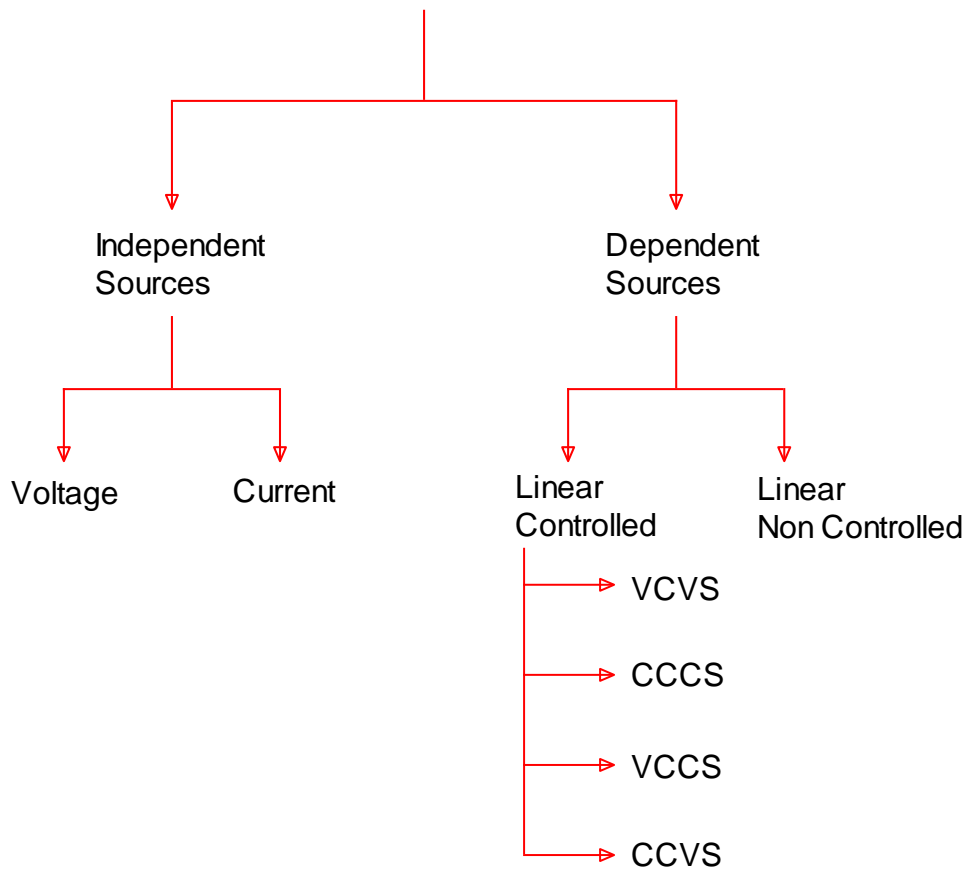 Independent
Sources
Dependent
Sources
Voltage
Current
Linear
Controlled
Linear
Non Controlled
VCVS
CCCS
VCCS
CCVS